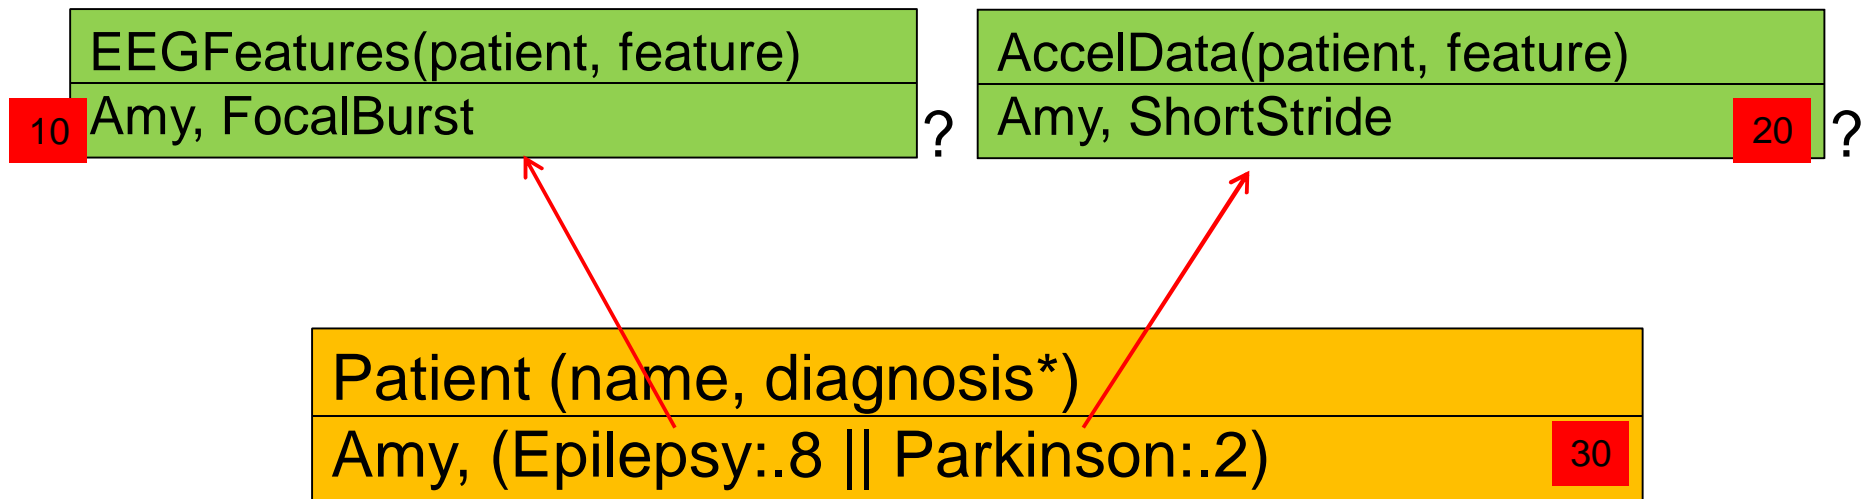 EEGFeatures(patient, feature)
10 Amy, FocalBurst ?
AccelData(patient, feature)
Amy, ShortStride 20 ?
Patient (name, diagnosis*)
Amy, (Epilepsy:.8 || Parkinson:.2) 30